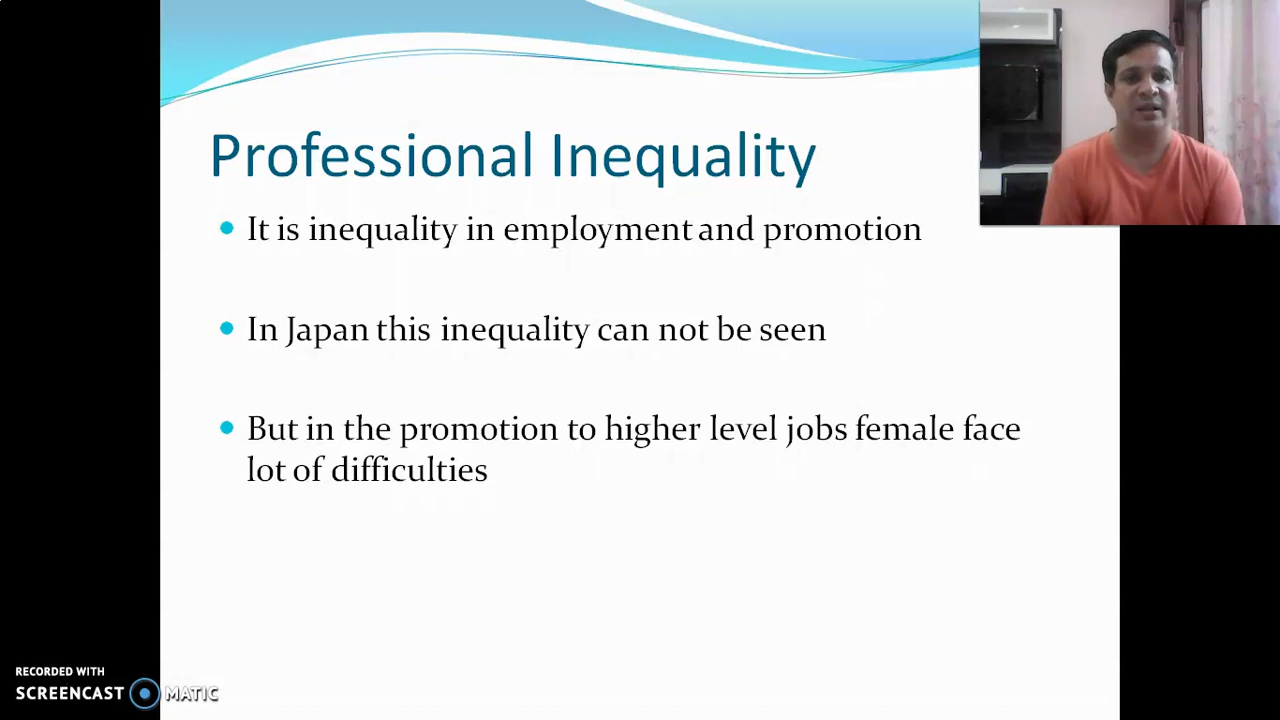 Professional Inequality
It is inequality in employment and promotion
In Japan this inequality can not be seen
But in the promotion to higher level jobs female face
lot of difficulties
RECORDED WITH
SCREENCAST MATIC